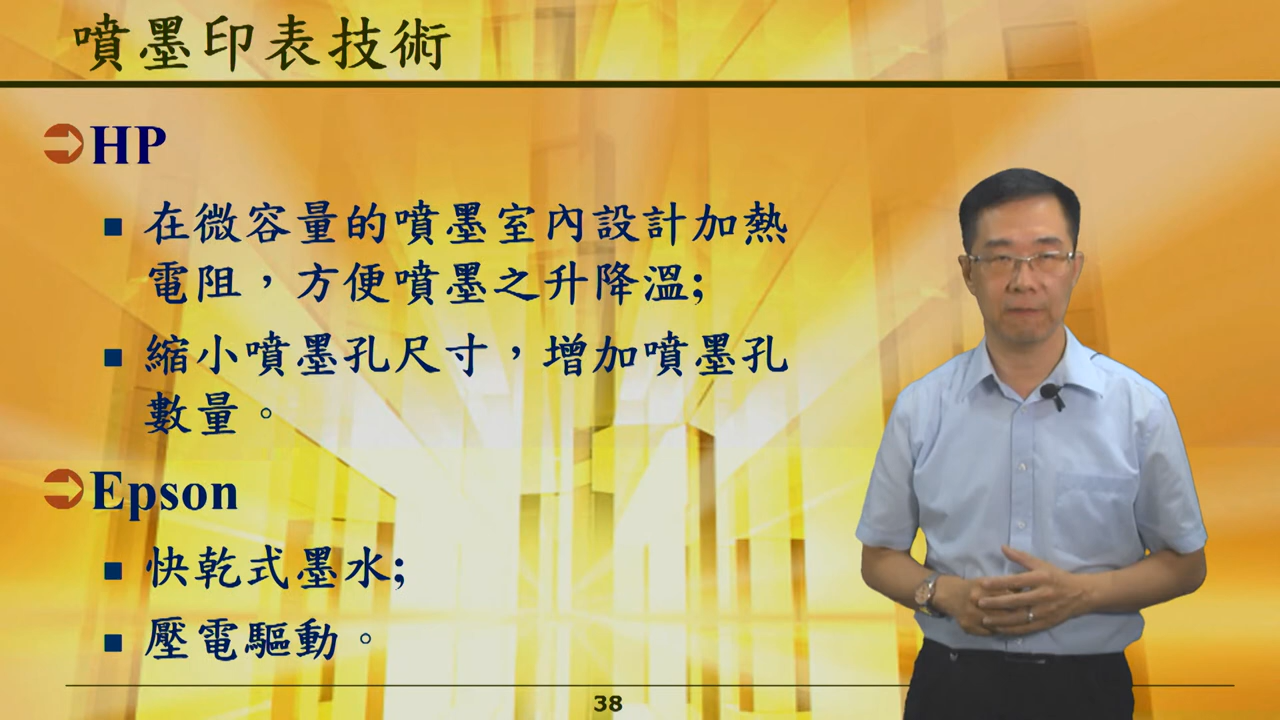 噴墨印表技術
HP
在微容量的噴墨室內設計加熱
電阻，方便噴墨之升降溫;
縮小噴墨孔尺寸，增加噴墨孔
數量。
Epson
快乾式墨水;
壓電驅動。
38